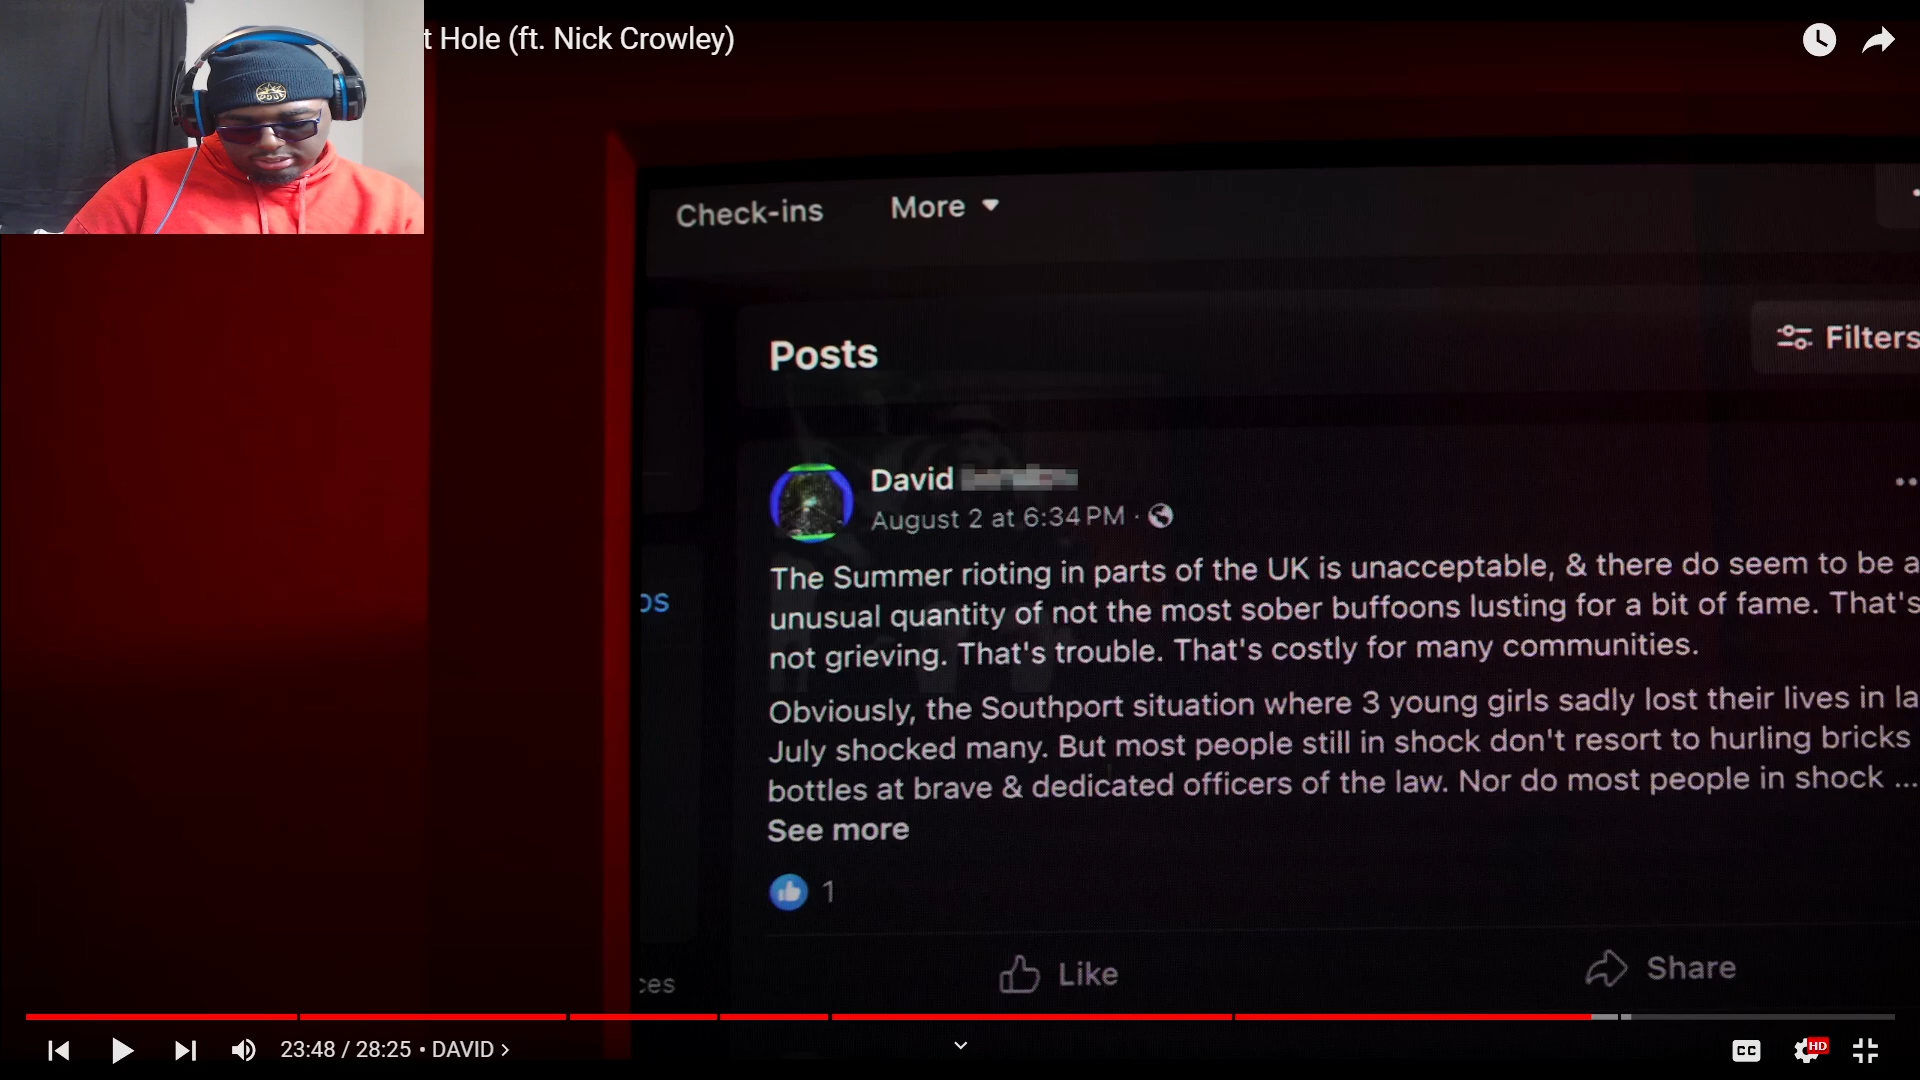 t Hole (ft. Nick Crowley)
Check-ins More
Posts
Filters
David
August 2 at 6:34 PM ·
The Summer rioting in parts of the UK is unacceptable, & there do seem to be a
unusual quantity of not the most sober buffoons lusting for a bit of fame. That's
not grieving. That's trouble. That's costly for many communities.
os
Obviously, the Southport situation where 3 young girls sadly lost their lives in la
July shocked many. But most people still in shock don't resort to hurling bricks
bottles at brave & dedicated officers of the law. Nor do most people in shock ...
See more
1
Like Share
ces
23:48 / 28:25 • DAVID ›
CC
HD